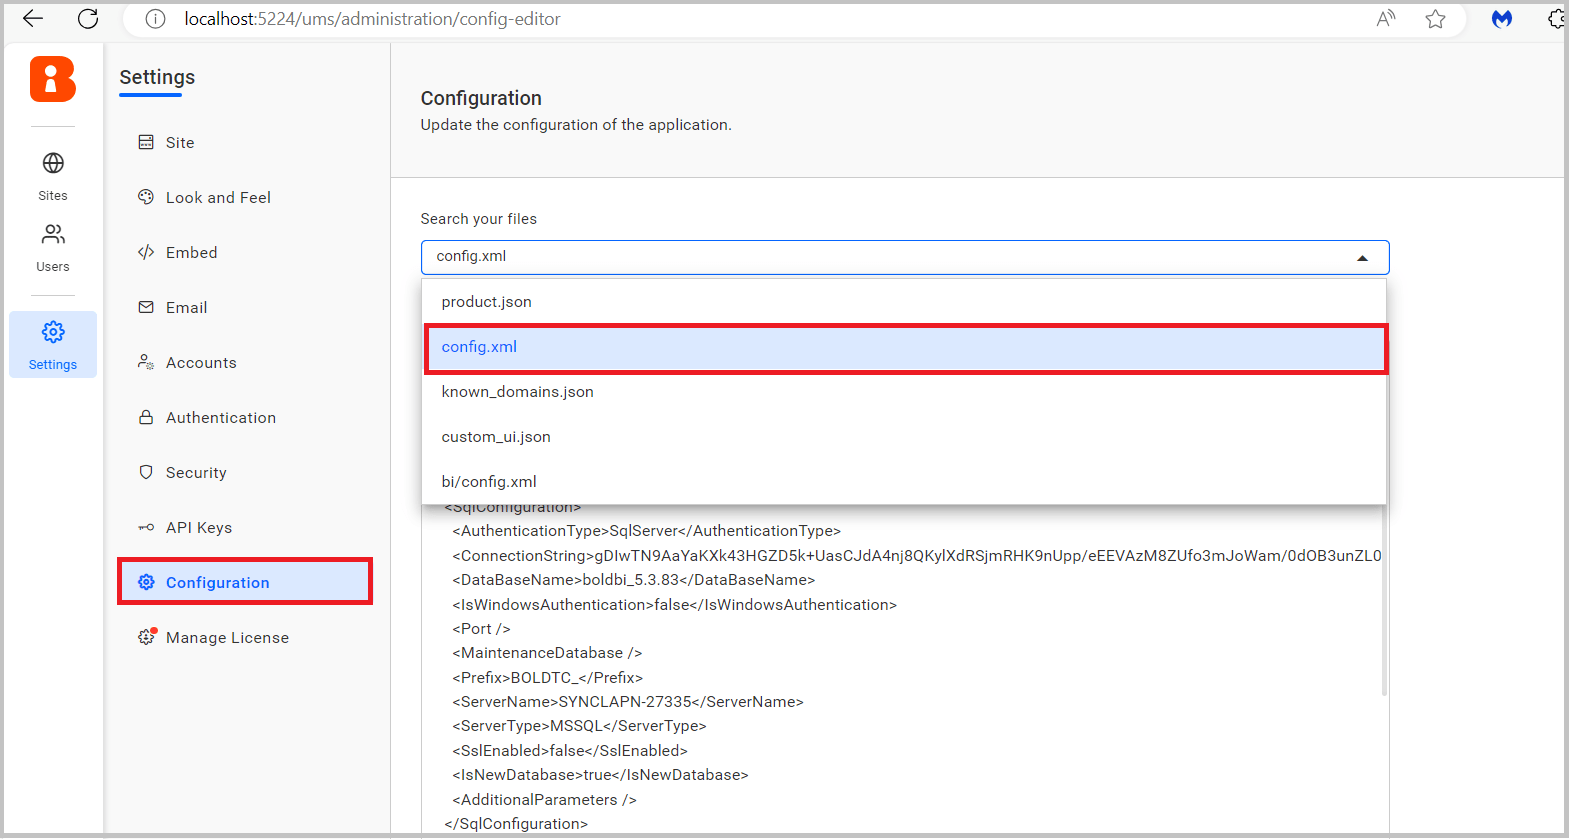 localhost:5224/ums/administration/config-editor
Sites
Users
Settings
Settings
Site
Look and Feel
Embed
Email
Accounts
Authentication
Security
API Keys
Configuration
Manage License
Configuration
Update the configuration of the application.
Search your files
config.xml
product.json
config.xml
known_domains.json
custom_ui.json
bi/config.xml
<SqlConfiguration>
<AuthenticationType>SqlServer</AuthenticationType>
<ConnectionString>gDIwTN9AaYaKXk43HGZD5k+UasCJdA4nj8QKylXdRSjmRHK9nUpp/eEEVAzM8ZUfo3mJoWam/0dOB3unZL0
<DataBaseName>boldbi_5.3.83</DataBaseName>
<IsWindowsAuthentication>false</IsWindowsAuthentication>
<Port />
<MaintenanceDatabase />
<Prefix>BOLDTC_</Prefix>
<ServerName>SYNCLAPN-27335</ServerName>
<ServerType>MSSQL</ServerType>
<SslEnabled>false</SslEnabled>
<IsNewDatabase>true</IsNewDatabase>
<AdditionalParameters />
</SqlConfiguration>